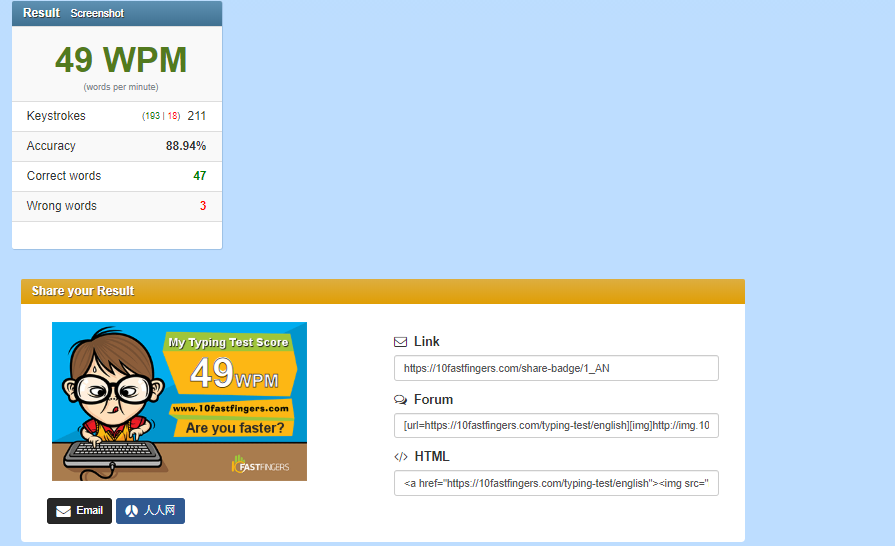 Result Screenshot
49 WPM
(words per minute)
Keystrokes (193 | 18) 211
Accuracy 88.94%
Correct words 47
Wrong words 3
Share your Result
My Typing Test Score
49 WPM
www.10fastfingers.com
Are you faster?
10FASTFINGERS
Link
https://10fastfingers.com/share-badge/1_AN
Forum
[url=https://10fastfingers.com/typing-test/english][img]http://img.10
</> HTML
<a href="https://10fastfingers.com/typing-test/english"><img src="
Email
人人网